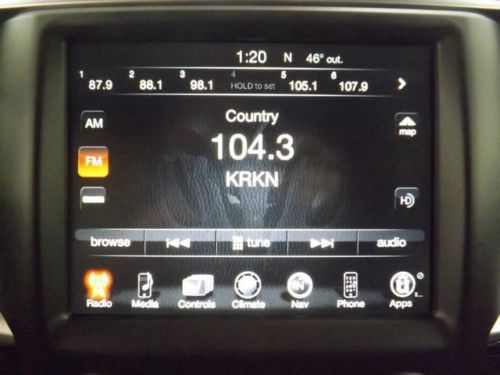 1:20 N 46° out.
1 2 3 4 5 6
87.9 88.1 98.1 HOLD to set 105.1 107.9
Country
AM
map
104.3
FM
KRKN
HD
browse tune audio
Radio Media Controls Climate Nav Phone Apps